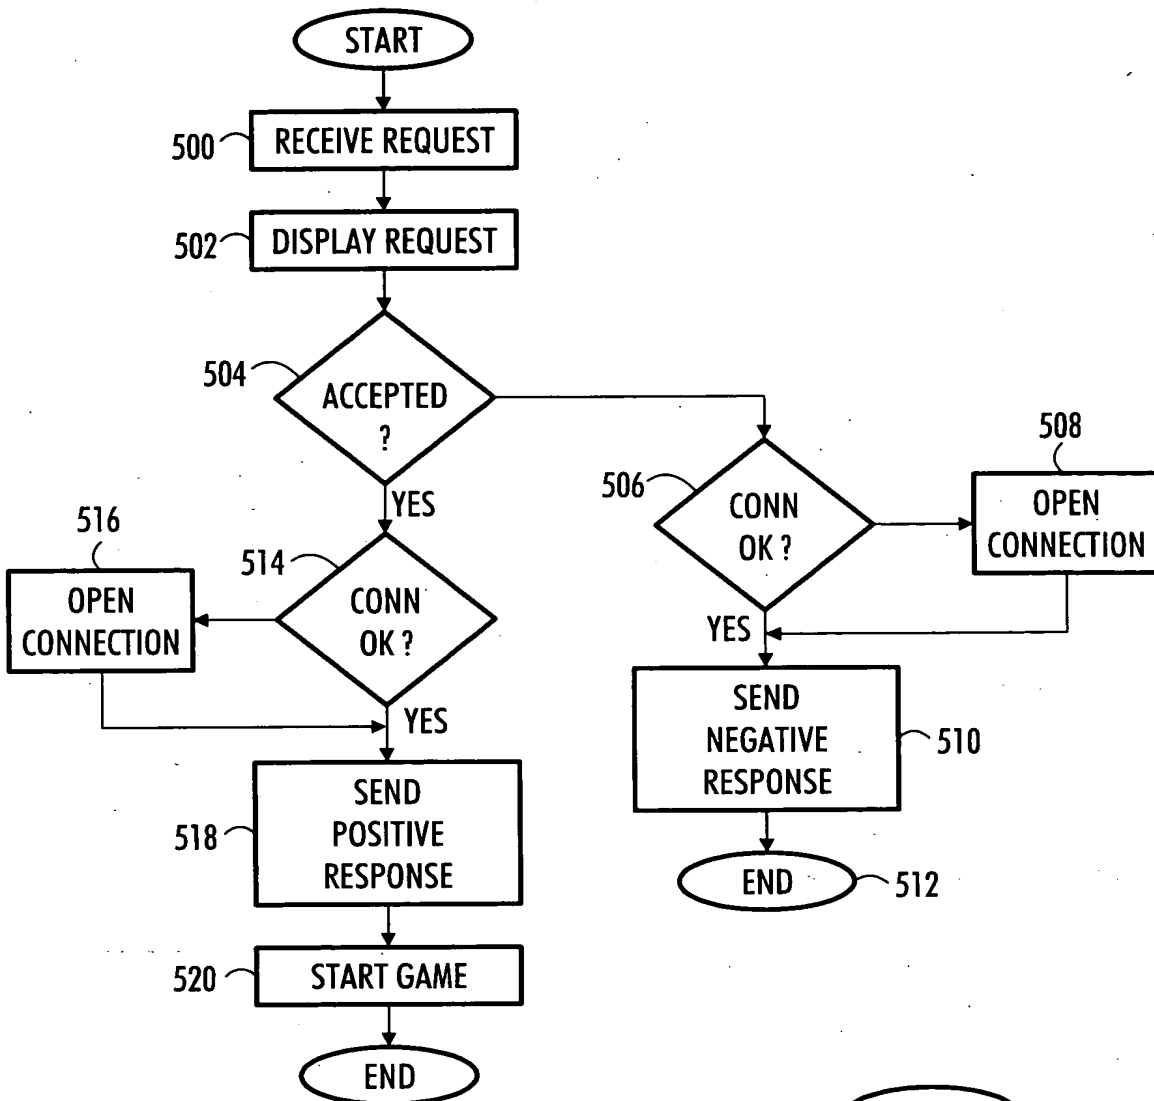 START
500
RECEIVE REQUEST
502
DISPLAY REQUEST
504
ACCEPTED
?
YES
506
CONN
OK ?
508
OPEN
CONNECTION
516
OPEN
CONNECTION
514
CONN
OK ?
YES
YES
SEND
NEGATIVE
RESPONSE
510
518
SEND
POSITIVE
RESPONSE
END
512
520
START GAME
END